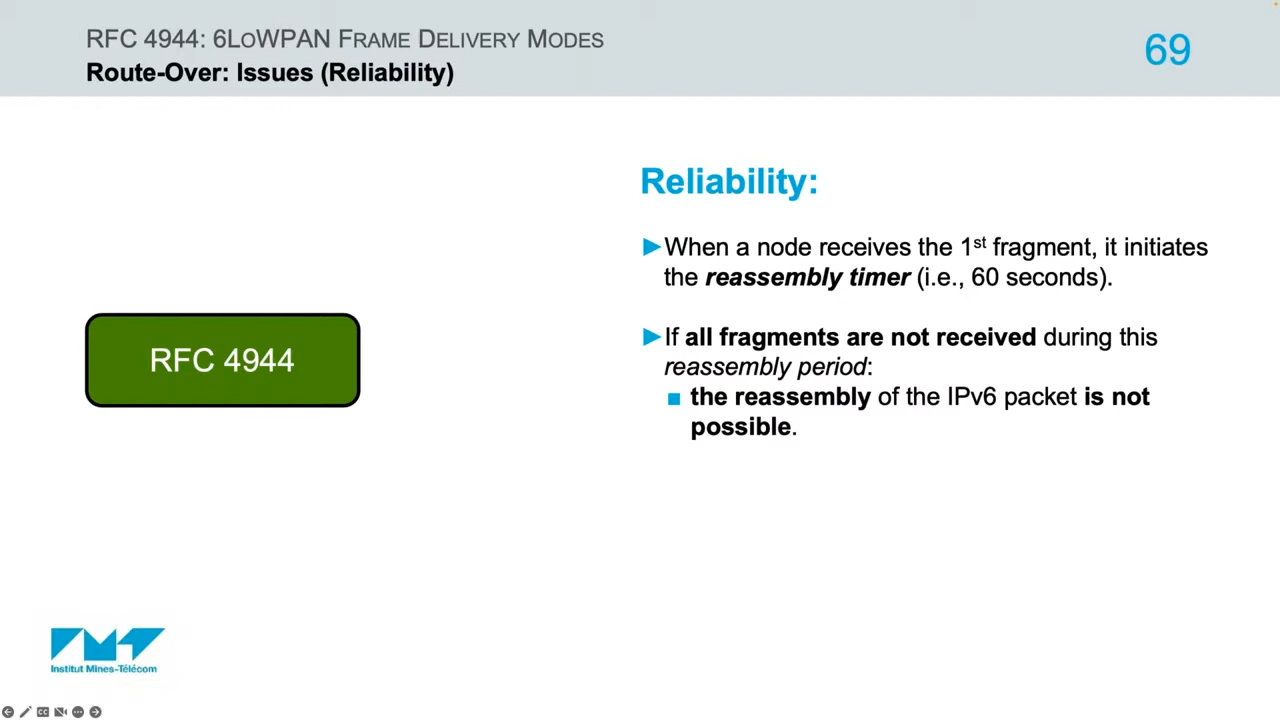 RFC 4944: 6LoWPAN Frame Delivery Modes
Route-Over: Issues (Reliability)
69
Reliability:
►When a node receives the 1st fragment, it initiates
the reassembly timer (i.e., 60 seconds).
►If all fragments are not received during this
reassembly period:
■ the reassembly of the IPv6 packet is not
possible.
RFC 4944
IMT
Institut Mines-Télécom
CC